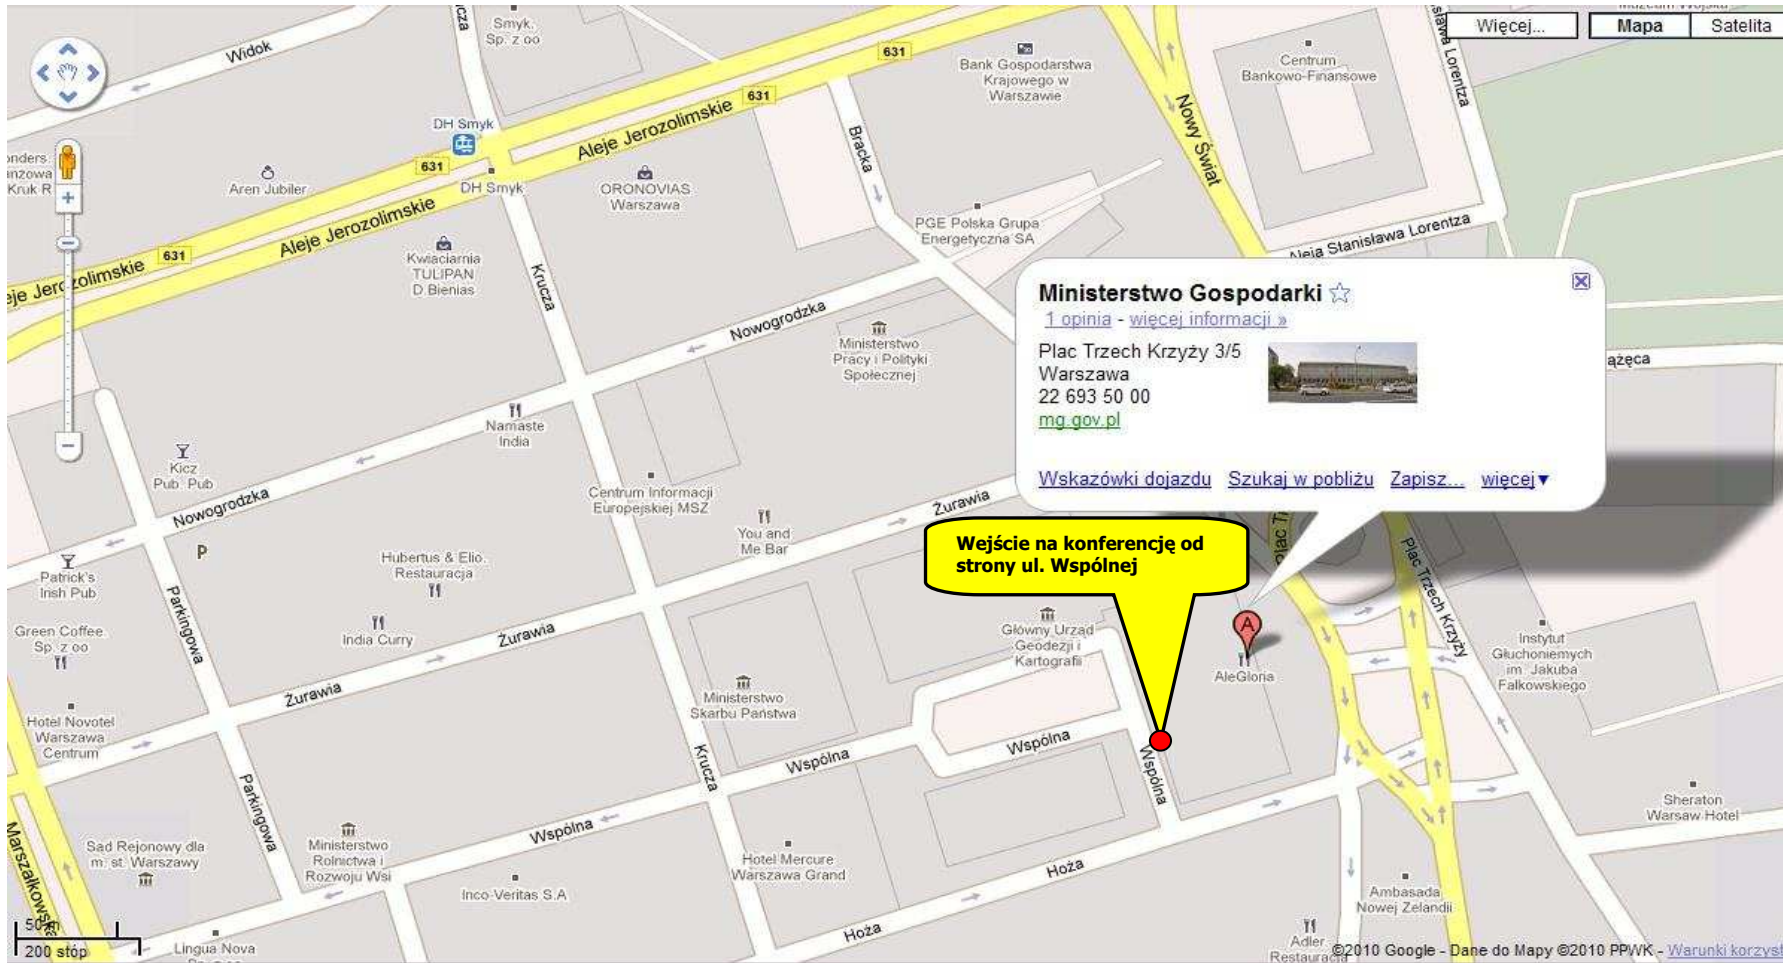 Widok
Krucza
Smyk.
Sp. z oo
631
Bank Gospodarstwa
Krajowego w
Warszawie
Nowy Świat
Centrum
Bankowo-Finansowe
Więcej...
Mapa
Satelita
DH Smyk
631
Aleje Jerozolimskie
631
Bracka
Kruk R
Aren Jubiler
DH Smyk
ORONOVIAS
Warszawa
PGE Polska Grupa
Energetyczna SA
Aleja Stanisława Lorentza
Aleje Jerozolimskie
631
Kwiaciarnia
TULIPAN
D.Bienias
Krucza
Nowogrodzka
Ministerstwo
Pracy i Polityki
Społecznej
Ministerstwo Gospodarki
1 opinia - więcej informacji »
Plac Trzech Krzyży 3/5
Warszawa
22 693 50 00
mg.gov.pl
Wskazówki dojazdu Szukaj w pobliżu Zapisz... więcej▼
ążęca
Namaste
India
Kicz
Pub. Pub
Nowogrodzka
Centrum Informacji
Europejskiej MSZ
You and
Me Bar
Żurawia
Wejście na konferencję od
strony ul. Wspólnej
Plac Trzech Krzyży
P
Patrick's
Irish Pub
Hubertus & Elio.
Restauracja
India Curry
Parkingowa
Green Coffee.
Sp. z oo
Żurawia
Główny Urząd
Geodezji i
Kartografii
A
AleGloria
Instytut
Głuchoniemych
im. Jakuba
Falkowskiego
Żurawia
Ministerstwo
Skarbu Państwa
Hotel Novotel
Warszawa
Centrum
Wspólna
Wspólna
Wspólna
Krucza
Parkingowa
Wspólna
Sheraton
Warsaw Hotel
Marszałkowska
Sad Rejonowy dla
m. st. Warszawy
Ministerstwo
Rolnictwa i
Rozwoju Wsi
Inco-Veritas S.A
Hotel Mercure
Warszawa Grand
Hoża
Ambasada
Nowej Zelandii
50 m
200 stóp
Lingua Nova
Hoża
Adler.
Restauracja
©2010 Google - Dane do Mapy ©2010 PPWK - Warunki korzyst